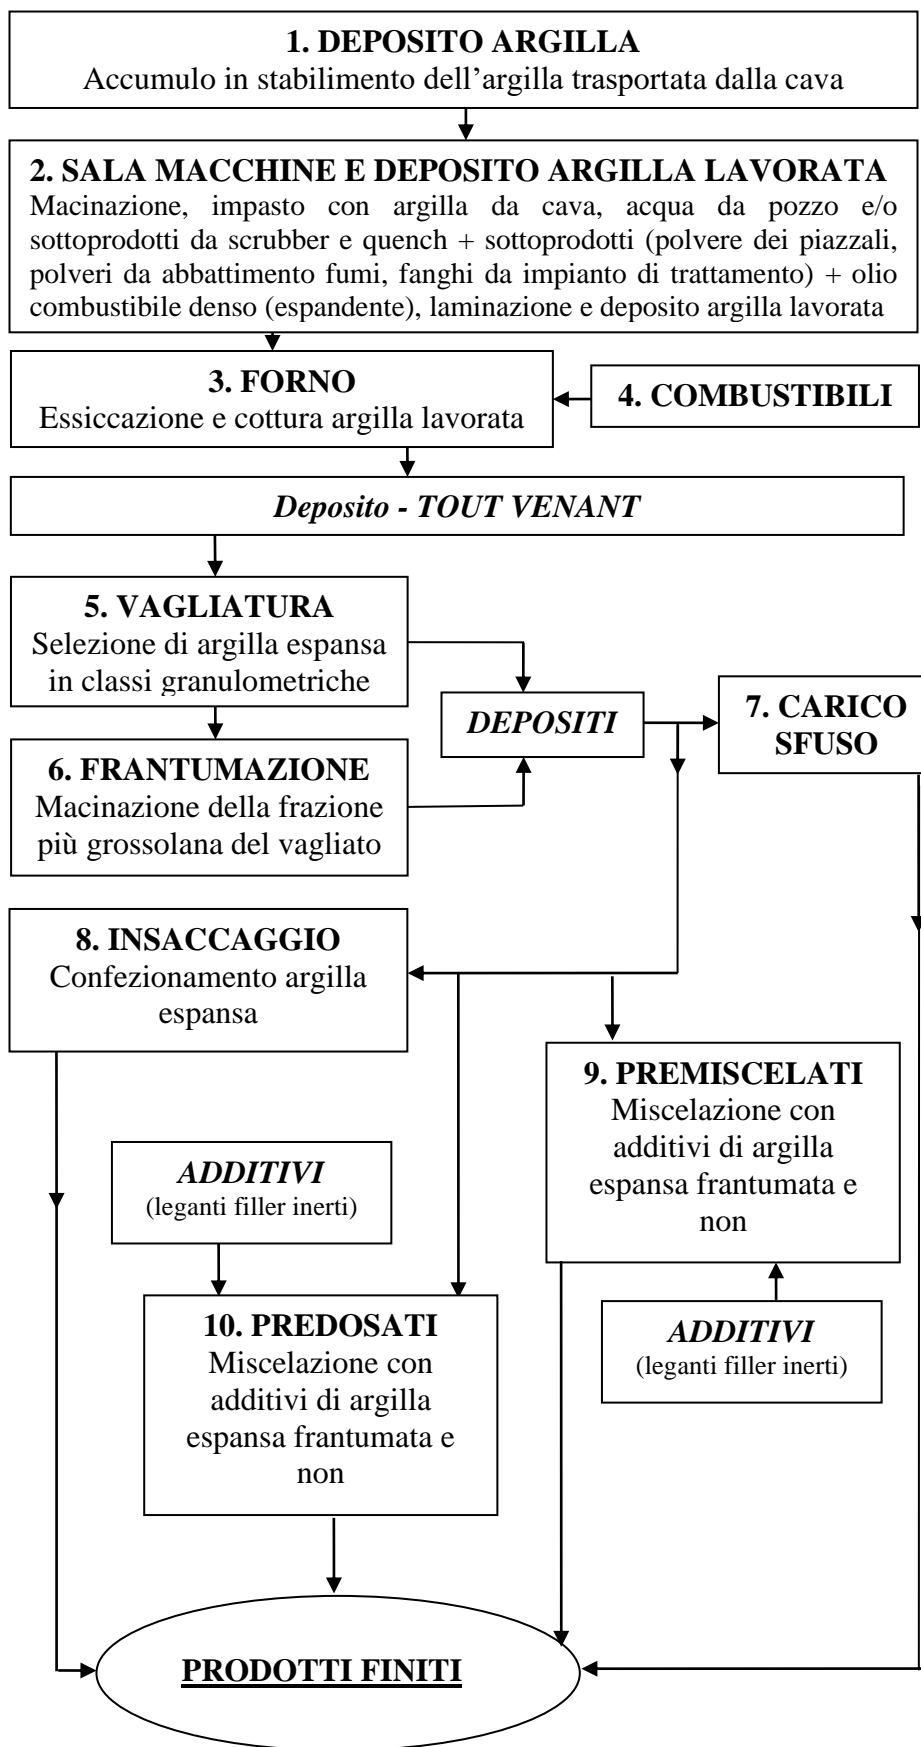 1. DEPOSITO ARGILLA
Accumulo in stabilimento dell’argilla trasportata dalla cava
2. SALA MACCHINE E DEPOSITO ARGILLA LAVORATA
Macinazione, impasto con argilla da cava, acqua da pozzo e/o
sottoprodotti da scrubber e quench + sottoprodotti (polvere dei piazzali,
polveri da abbattimento fumi, fanghi da impianto di trattamento) + olio
combustibile denso (espandente), laminazione e deposito argilla lavorata
3. FORNO
Essiccazione e cottura argilla lavorata
4. COMBUSTIBILI
Deposito - TOUT VENANT
5. VAGLIATURA
Selezione di argilla espansa
in classi granulometriche
DEPOSITI
7. CARICO
SFUSO
6. FRANTUMAZIONE
Macinazione della frazione
più grossolana del vagliato
8. INSACCAGGIO
Confezionamento argilla
espansa
9. PREMISCELATI
Miscelazione con
additivi di argilla
espansa frantumata e
non
ADDITIVI
(leganti filler inerti)
10. PREDOSATI
Miscelazione con
additivi di argilla
espansa frantumata e
non
ADDITIVI
(leganti filler inerti)
PRODOTTI FINITI